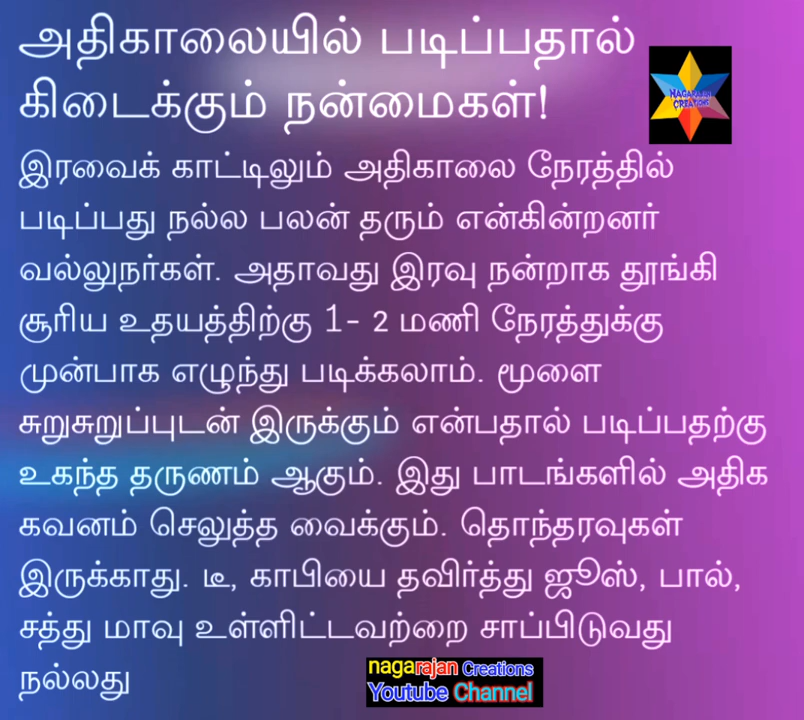 அதிகாலையில் படிப்பதால்
கிடைக்கும் நன்மைகள்!
NAGARAJAN
CREATIONS
இரவைக் காட்டிலும் அதிகாலை நேரத்தில்
படிப்பது நல்ல பலன் தரும் என்கின்றனர்
வல்லுநர்கள். அதாவது இரவு நன்றாக தூங்கி
சூரிய உதயத்திற்கு 1- 2 மணி நேரத்துக்கு
முன்பாக எழுந்து படிக்கலாம். மூளை
சுறுசுறுப்புடன் இருக்கும் என்பதால் படிப்பதற்கு
உகந்த தருணம் ஆகும். இது பாடங்களில் அதிக
கவனம் செலுத்த வைக்கும். தொந்தரவுகள்
இருக்காது. டீ, காபியை தவிர்த்து ஜூஸ், பால்,
சத்து மாவு உள்ளிட்டவற்றை சாப்பிடுவது
நல்லது
nagarajan Creations
Youtube Channel